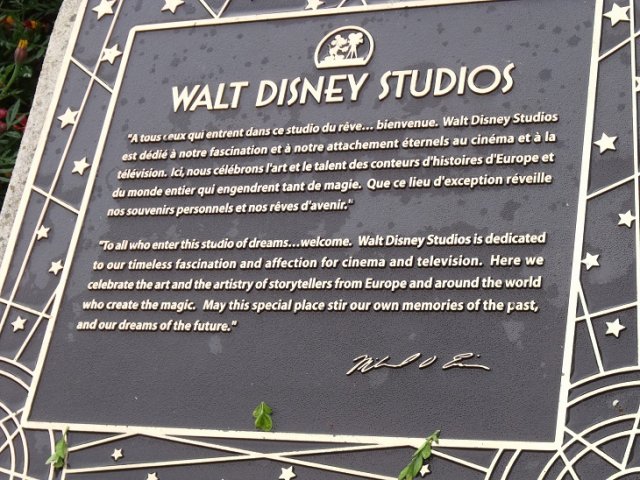 WALT DISNEY STUDIOS
"A tous ceux qui entrent dans ce studio du rêve... bienvenue. Walt Disney Studios
est dédié à notre fascination et à notre attachement éternels au cinéma et à la
télévision. Ici, nous célébrons l'art et le talent des conteurs d'histoires d'Europe et
du monde entier qui engendrent tant de magie. Que ce lieu d'exception réveille
nos souvenirs personnels et nos rêves d'avenir."
"To all who enter this studio of dreams...welcome. Walt Disney Studios is dedicated
to our timeless fascination and affection for cinema and television. Here we
celebrate the art and the artistry of storytellers from Europe and around the world
who create the magic. May this special place stir our own memories of the past,
and our dreams of the future."
Michael D Eisner